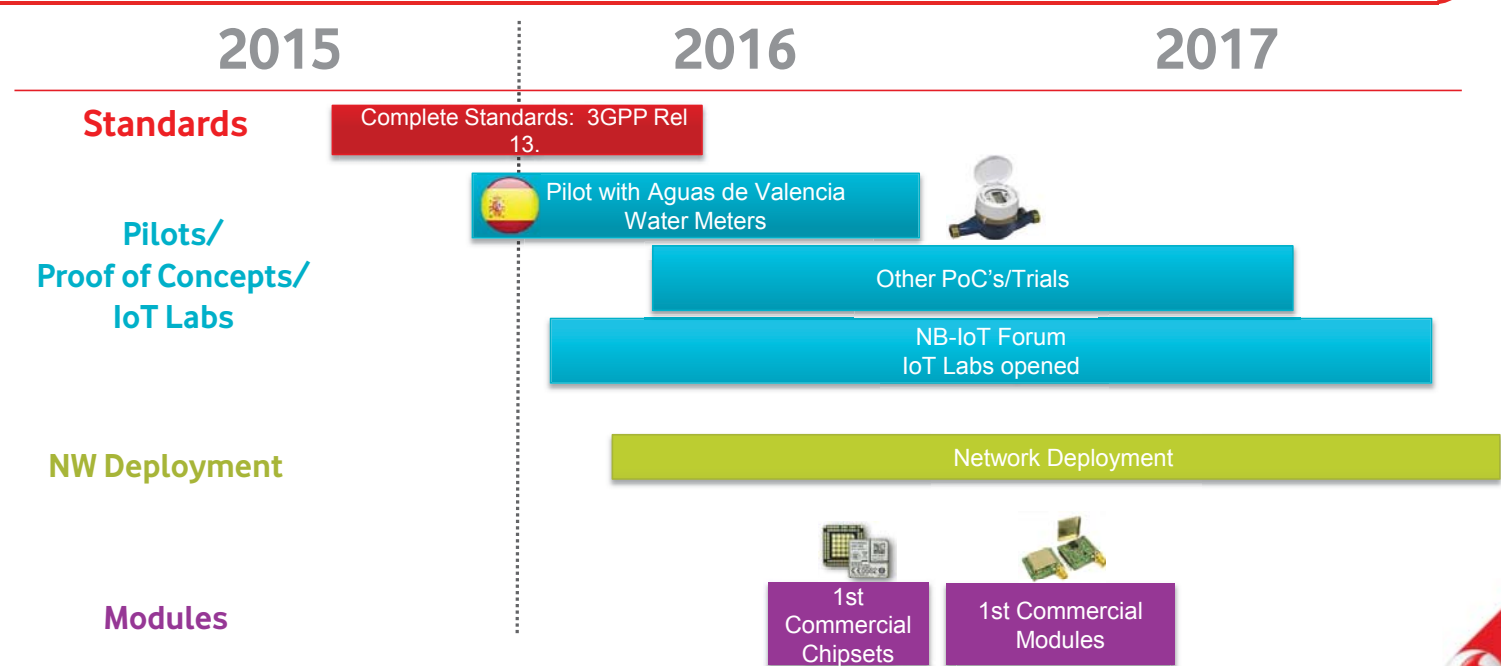 2015
2016
2017
Standards
Complete Standards: 3GPP Rel
13.
Pilots/
Proof of Concepts/
IoT Labs
Pilot with Aguas de Valencia
Water Meters
Other PoC's/Trials
NB-IoT Forum
IoT Labs opened
NW Deployment
Network Deployment
Modules
1st
Commercial
Chipsets
1st Commercial
Modules